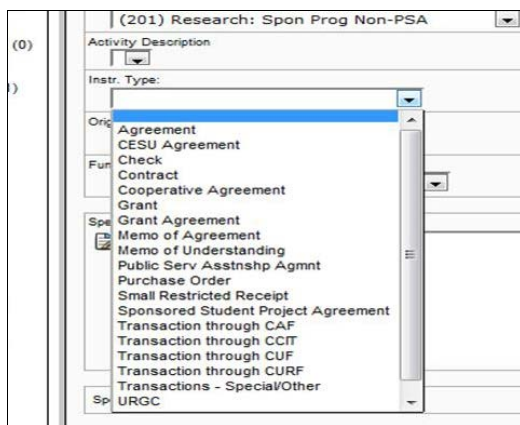 (201) Research: Spon Prog Non-PSA
(0)
Activity Description
Instr. Type:
Orig
Agreement
CESU Agreement
Check
Contract
Cooperative Agreement
Fun
Grant
Grant Agreement
Spe
Memo of Agreement
Memo of Understanding
Public Serv Asstnshp Agmnt
Purchase Order
Small Restricted Receipt
Sponsored Student Project Agreement
Transaction through CAF
Transaction through CCIT
Transaction through CUF
Transaction through CURF
Transactions - Special/Other
URGC
Sp